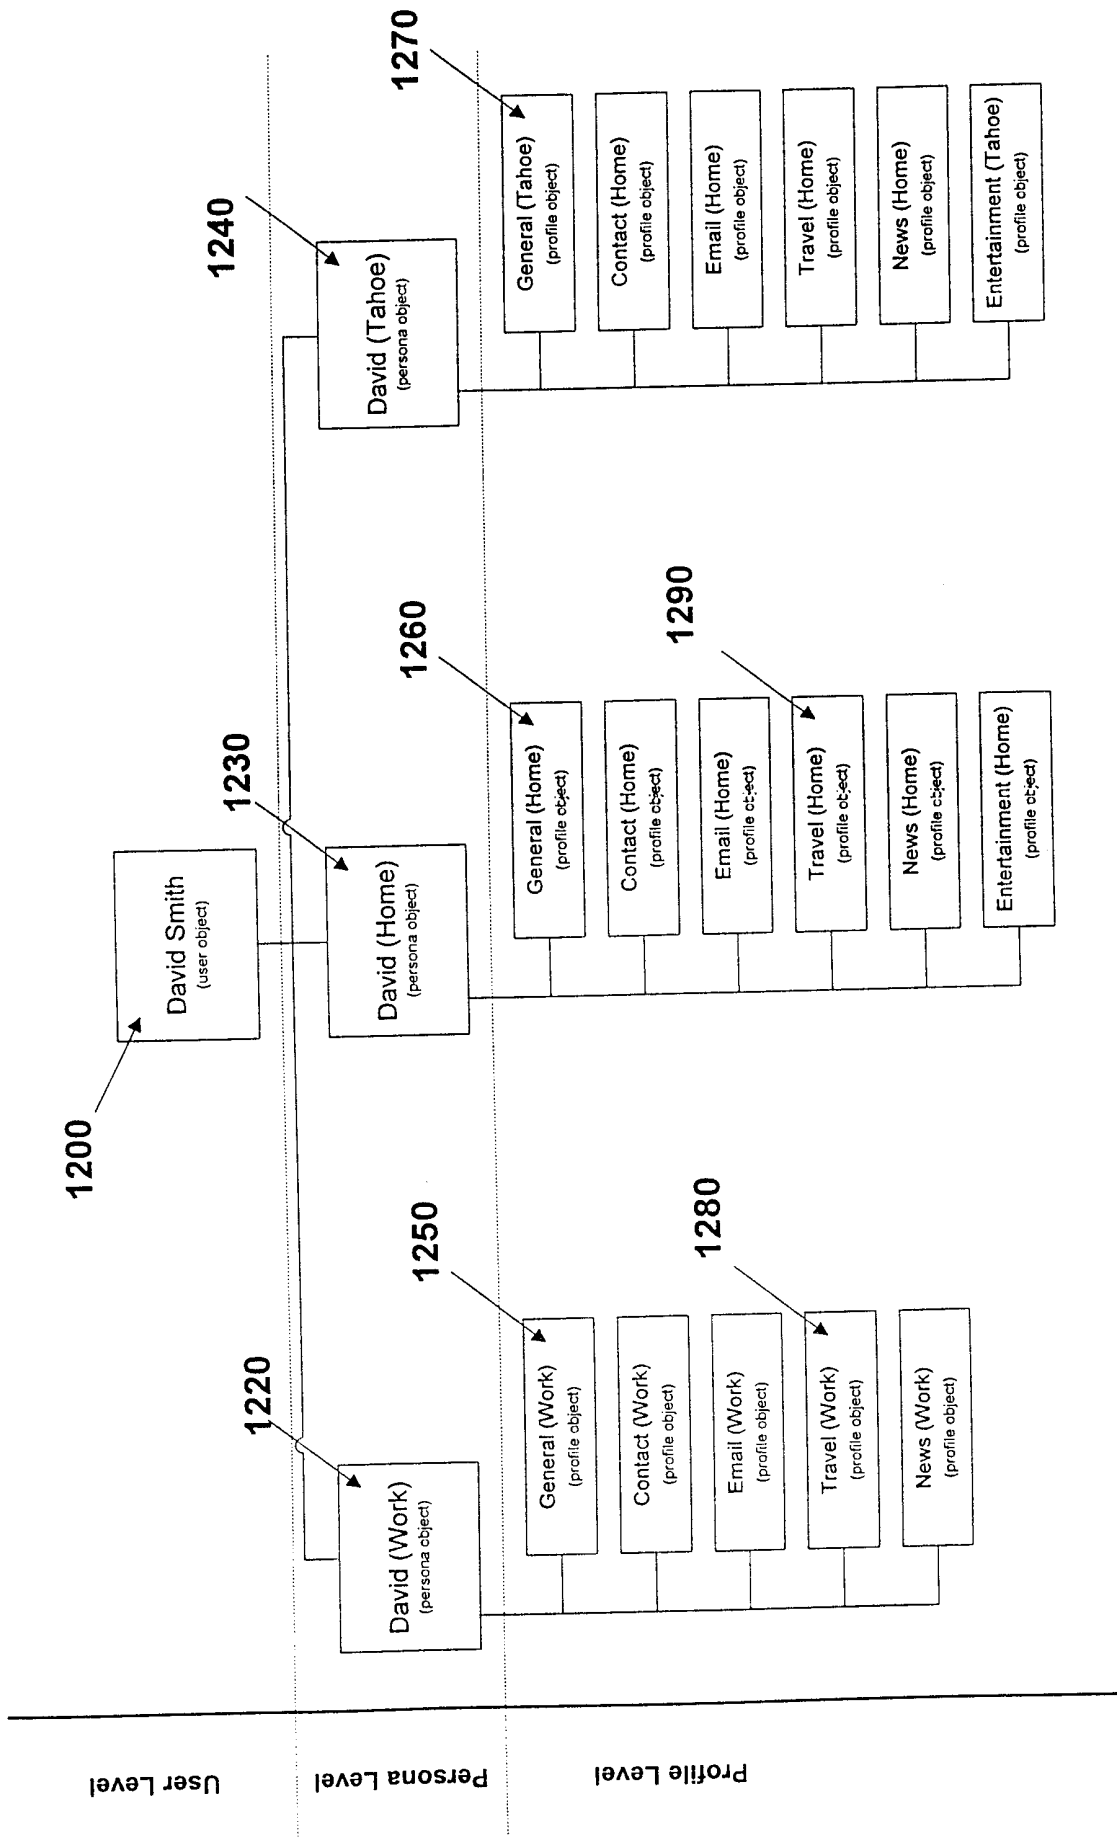 User Level
1200
David Smith
(user object)
Persona Level
1220
David (Work)
(persona object)
1230
David (Home)
(persona object)
1240
David (Tahoe)
(persona object)
Profile Level
1250
General (Work)
(profile object)
Contact (Work)
(profile object)
Email (Work)
(profile object)
1280
Travel (Work)
(profile object)
News (Work)
(profile object)
1260
General (Home)
(profile object)
Contact (Home)
(profile object)
Email (Home)
(profile object)
1290
Travel (Home)
(profile object)
News (Home)
(profile object)
Entertainment (Home)
(profile object)
1270
General (Tahoe)
(profile object)
Contact (Home)
(profile object)
Email (Home)
(profile object)
Travel (Home)
(profile object)
News (Home)
(profile object)
Entertainment (Tahoe)
(profile object)